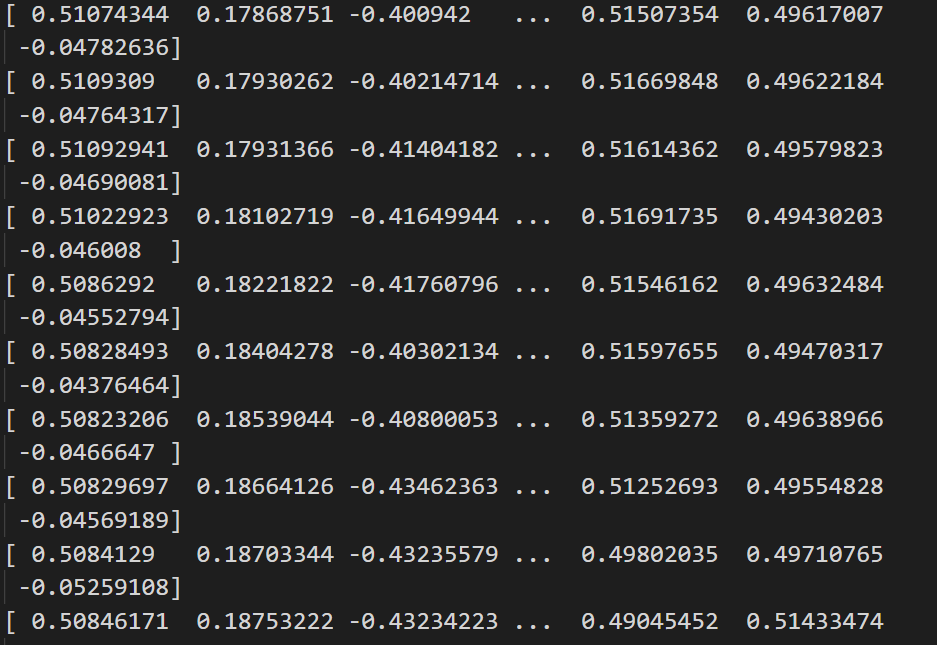 [ 0.51074344  0.17868751 -0.400942   ...  0.51507354  0.49617007
 -0.04782636]
[ 0.5109309   0.17930262 -0.40214714 ...  0.51669848  0.49622184
 -0.04764317]
[ 0.51092941  0.17931366 -0.41404182 ...  0.51614362  0.49579823
 -0.04690081]
[ 0.51022923  0.18102719 -0.41649944 ...  0.51691735  0.49430203
 -0.046008  ]
[ 0.5086292   0.18221822 -0.41760796 ...  0.51546162  0.49632484
 -0.04552794]
[ 0.50828493  0.18404278 -0.40302134 ...  0.51597655  0.49470317
 -0.04376464]
[ 0.50823206  0.18539044 -0.40800053 ...  0.51359272  0.49638966
 -0.0466647 ]
[ 0.50829697  0.18664126 -0.43462363 ...  0.51252693  0.49554828
 -0.04569189]
[ 0.5084129   0.18703344 -0.43235579 ...  0.49802035  0.49710765
 -0.05259108]
[ 0.50846171  0.18753222 -0.43234223 ...  0.49045452  0.51433474